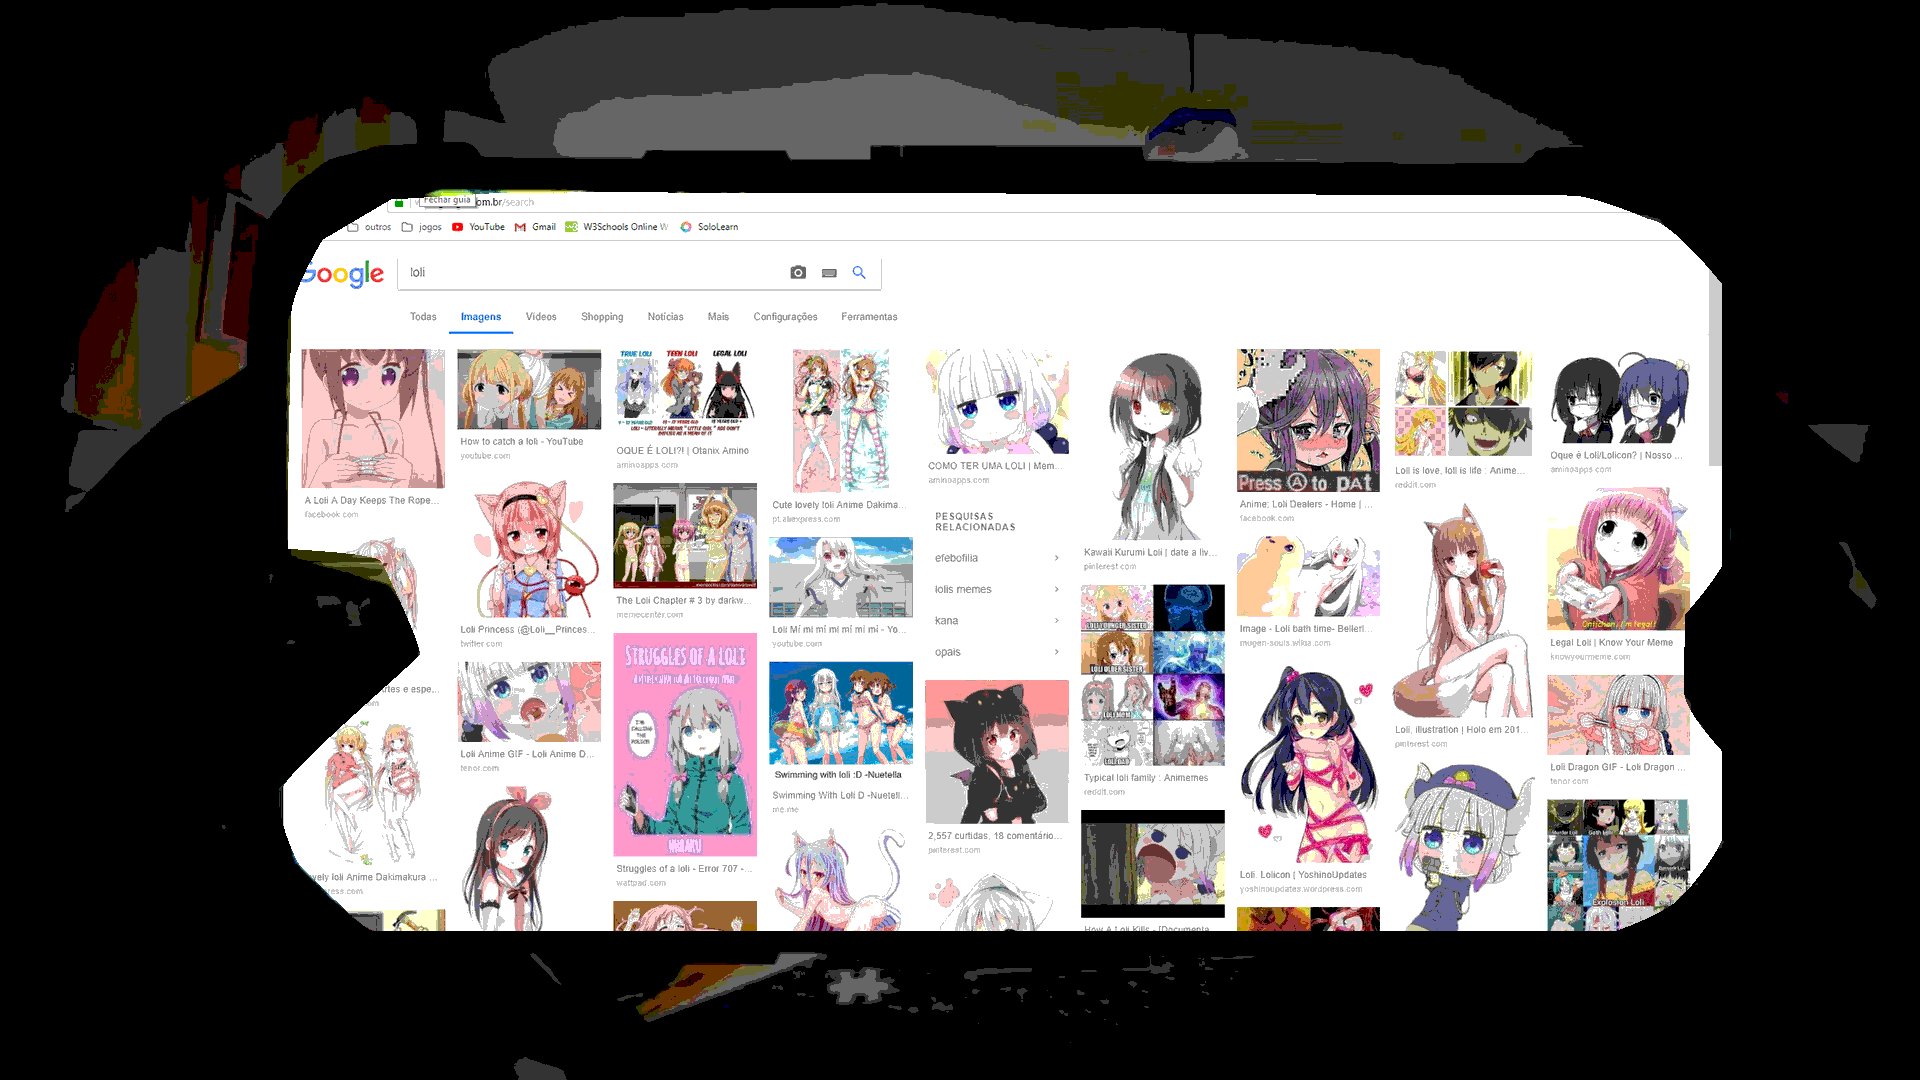 Fechar guia
om.br/search
outros
jogos
YouTube
Gmail
W3Schools Online W
SoloLearn
Google
loli
Todas
Imagens
Vídeos
Shopping
Notícias
Mais
Configurações
Ferramentas
A Loli A Day Keeps The Rope...
facebook.com
rtes e espe...
vely loli Anime Dakimakura ...
press.com
How to catch a loli - YouTube
youtube.com
Loli Princess (@Loli__Princes...
twitter.com
Loli Anime GIF - Loli Anime D...
tenor.com
TRUE LOLI
TEEN LOLI
LEGAL LOLI
OQUE É LOLI?! | Otanix Amino
aminoapps.com
The Loli Chapter # 3 by darkw...
memecenter.com
STRUGGLES OF A LOLI
I'M CALLING THE POLICE
Struggles of a loli - Error 707 -...
wattpad.com
Cute lovely loli Anime Dakima...
pt.aliexpress.com
Loli Mí mí mí mí mí mí mí - Yo...
youtube.com
Swimming with loli :D -Nuetella
Swimming With Loli D -Nuetell...
me.me
COMO TER UMA LOLI | Mem...
aminoapps.com
PESQUISAS
RELACIONADAS
efebofilia
lolis memes
kana
opais
2,557 curtidas, 18 comentário...
pinterest.com
Kawaii Kurumi Loli | date a liv...
pinterest.com
LOLI YOUNGER SISTER
LOLI OLDER SISTER
LOLI MOM
LOLI DAD
Typical loli family : Animemes
reddit.com
How A Loli Kills - [Documenta...
Press A to pat
Anime: Loli Dealers - Home | ...
facebook.com
Image - Loli bath time- Bellerl...
mogen-souls.wikia.com
Loli. Lolicon | YoshinoUpdates
yoshinoupdates.wordpress.com
Loli is love, loli is life : Anime...
reddit.com
Loli, illustration | Holo em 201...
pinterest.com
Oque é Loli/Lolicon? | Nosso ...
aminoapps.com
Oniichan, I'm legal!
Legal Loli | Know Your Meme
knowyourmeme.com
Loli Dragon GIF - Loli Dragon ...
tenor.com
Explosion Loli